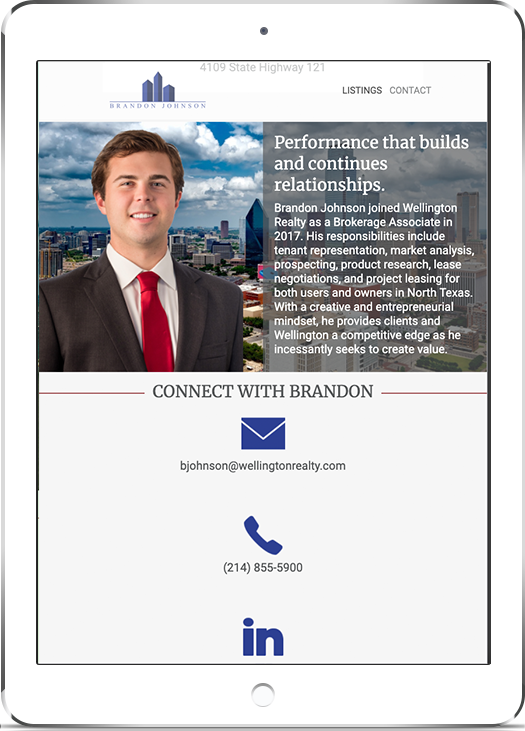 4109 State Highway 121
BRANDON JOHNSON
LISTINGS CONTACT
Performance that builds
and continues
relationships.
Brandon Johnson joined Wellington
Realty as a Brokerage Associate in
2017. His responsibilities include
tenant representation, market analysis,
prospecting, product research, lease
negotiations, and project leasing for
both users and owners in North Texas.
With a creative and entrepreneurial
mindset, he provides clients and
Wellington a competitive edge as he
incessantly seeks to create value.
CONNECT WITH BRANDON
bjohnson@wellingtonrealty.com
(214) 855-5900
in